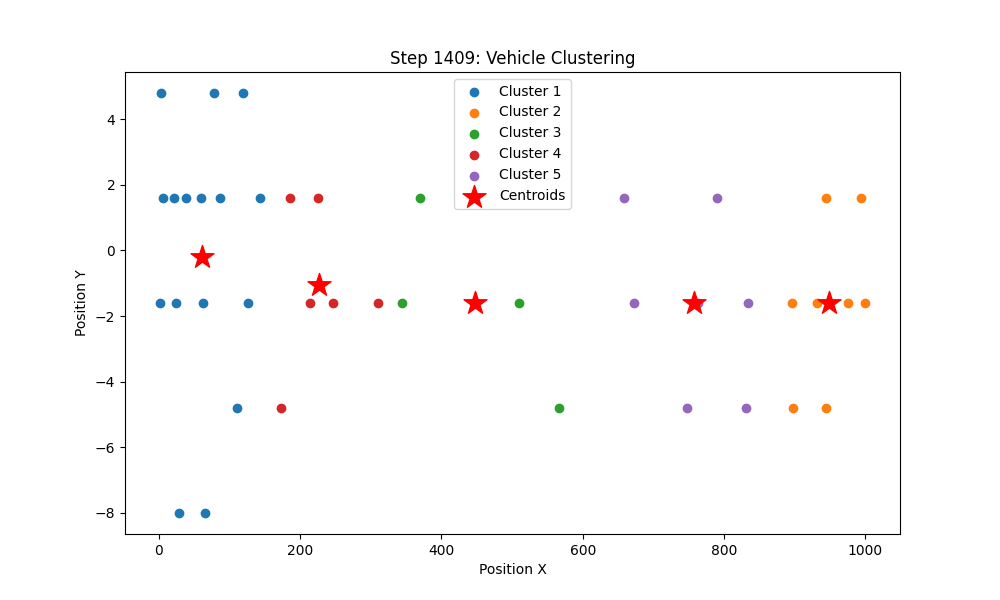 Step 1409: Vehicle Clustering
Cluster 1
Cluster 2
Cluster 3
Cluster 4
Cluster 5
Centroids
4
2
0
−2
−4
−6
−8
Position Y
0 200 400 600 800 1000
Position X